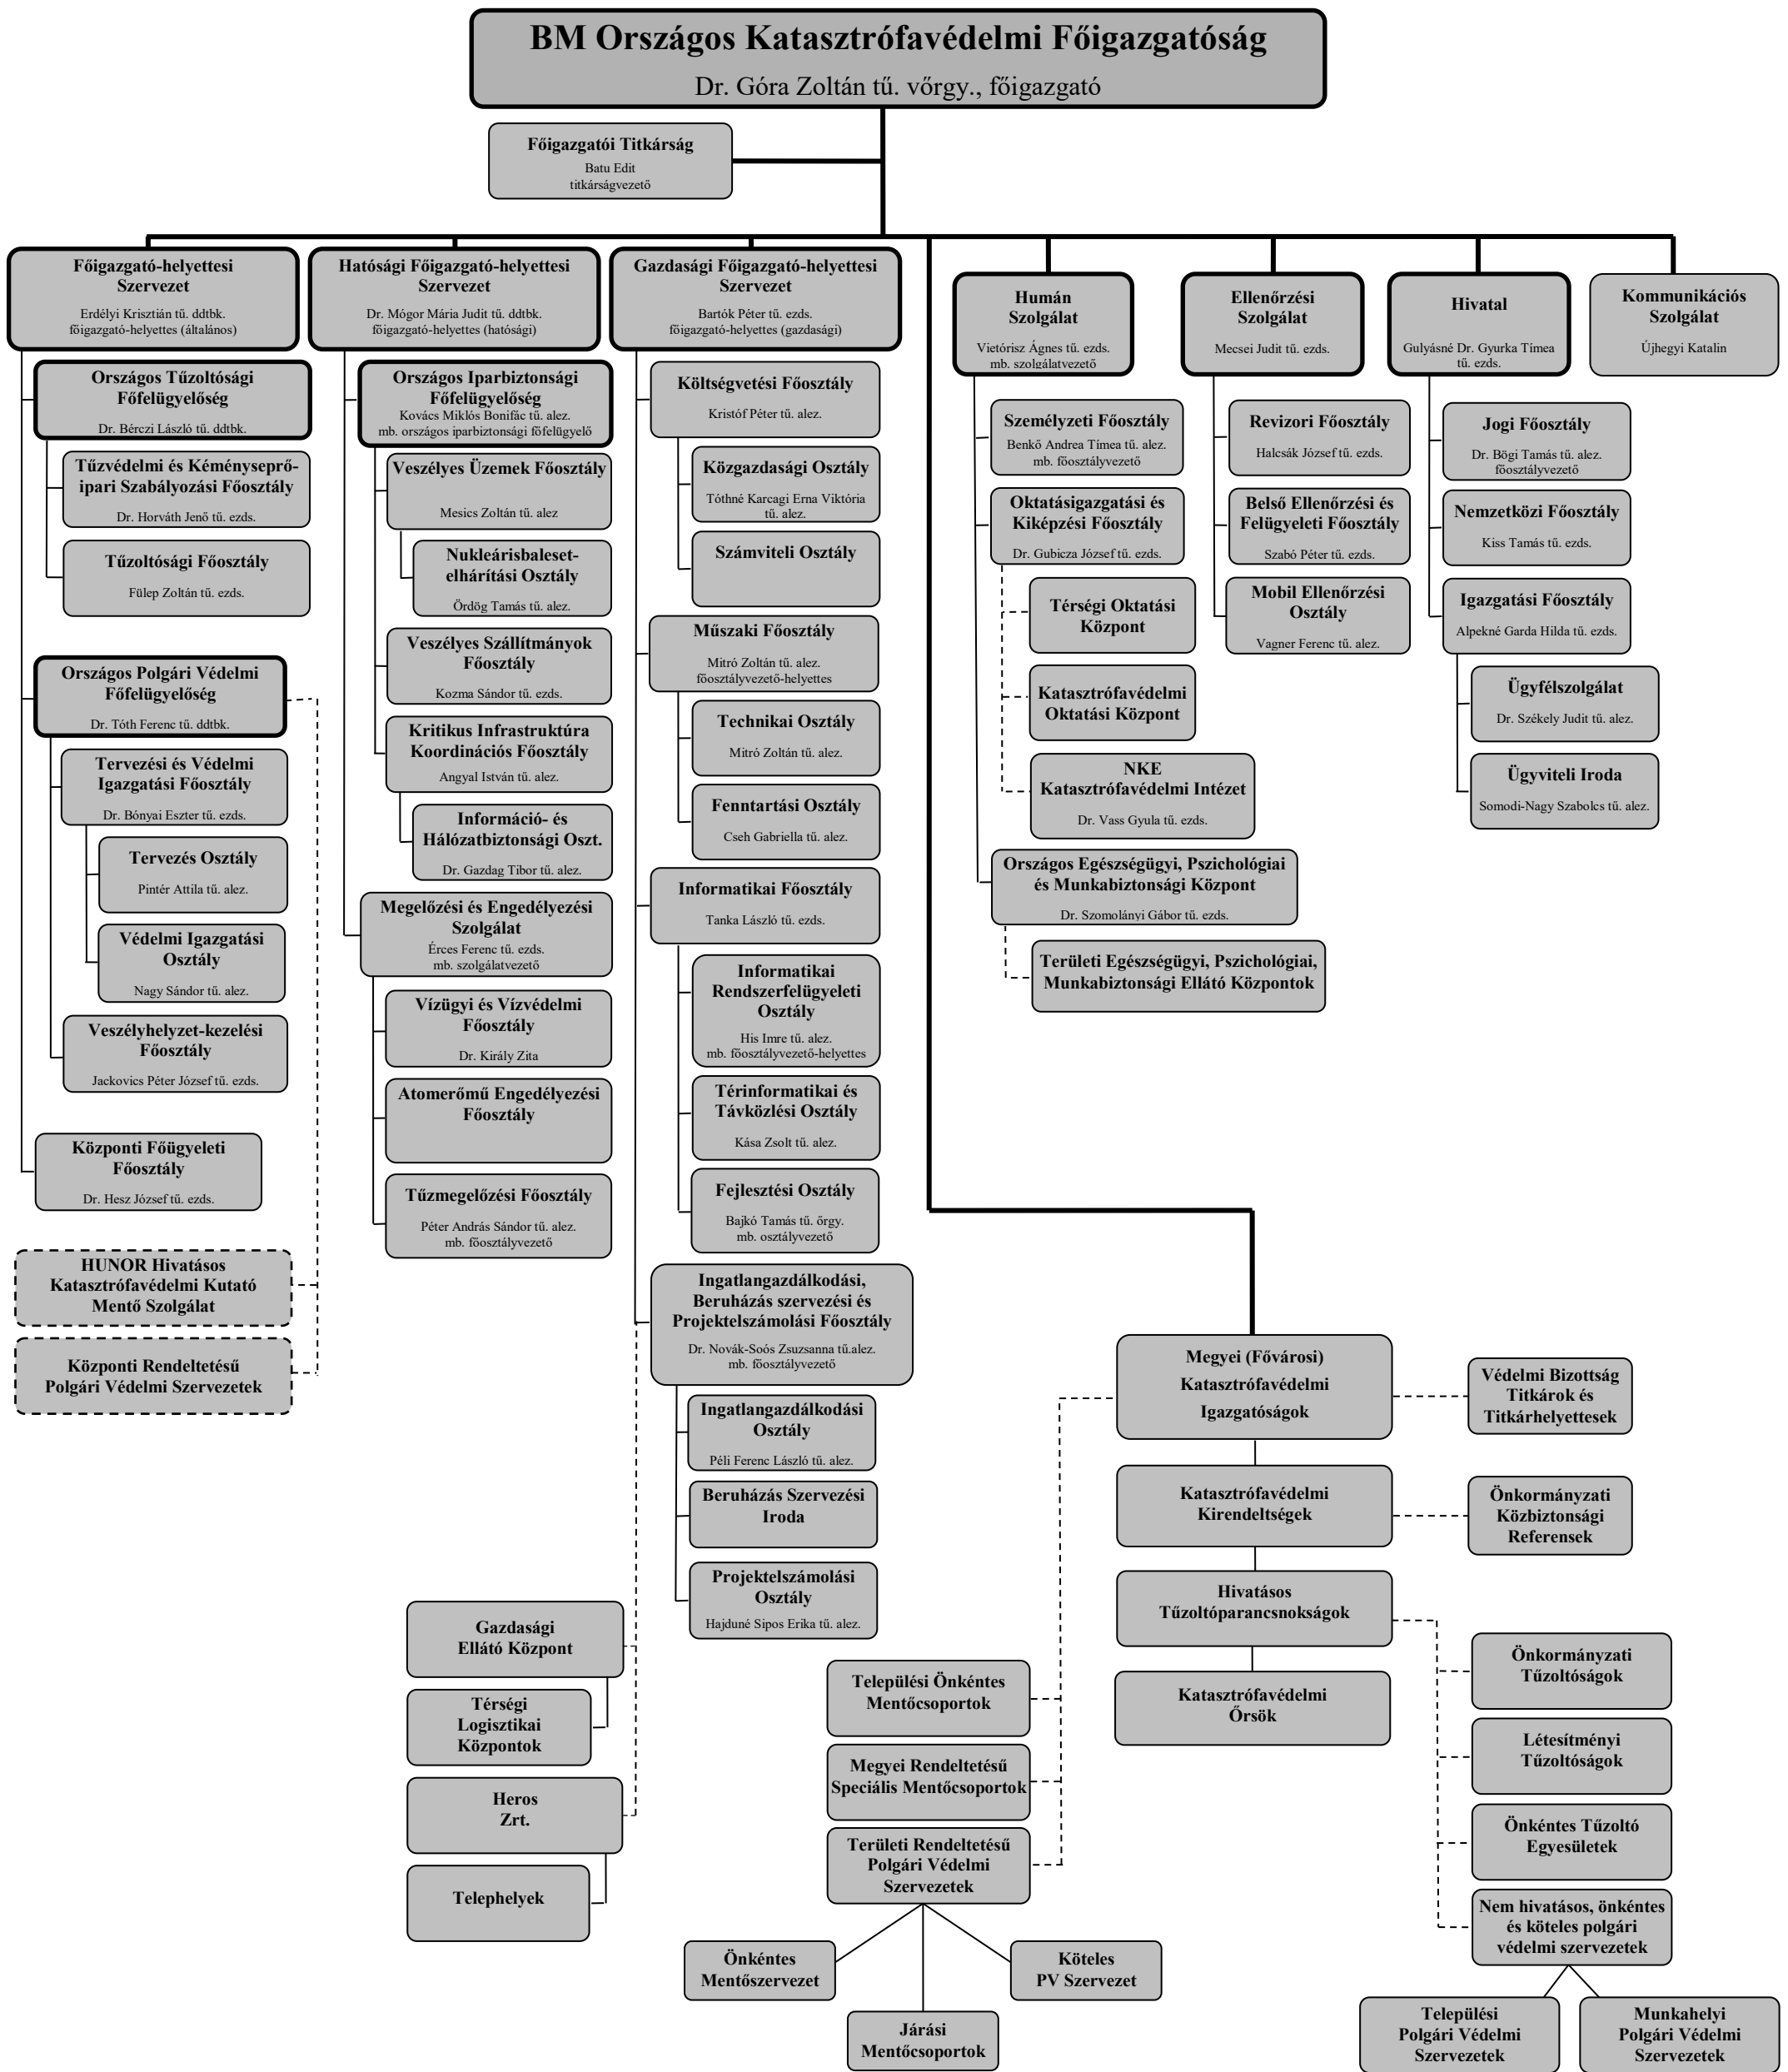 BM Országos Katasztrófavédelmi Főigazgatóság
Dr. Góra Zoltán tű. vőrgy., főigazgató
Főigazgatói Titkárság
Batu Edit
titkárságvezető
Főigazgató-helyettesi
Szervezet
Erdélyi Krisztián tű. ddtbk.
főigazgató-helyettes (általános)
Országos Tűzoltósági
Főfelügyelőség
Dr. Bérczi László tű. ddtbk.
Tűzvédelmi és Kéményseprő-
ipari Szabályozási Főosztály
Dr. Horváth Jenő tű. ezds.
Tűzoltósági Főosztály
Fülep Zoltán tű. ezds.
Országos Polgári Védelmi
Főfelügyelőség
Dr. Tóth Ferenc tű. ddtbk.
Tervezési és Védelmi
Igazgatási Főosztály
Dr. Bónyai Eszter tű. ezds.
Tervezés Osztály
Pintér Attila tű. alez.
Védelmi Igazgatási
Osztály
Nagy Sándor tű. alez.
Veszélyhelyzet-kezelési
Főosztály
Jackovics Péter József tű. ezds.
Központi Főügyeleti
Főosztály
Dr. Hesz József tű. ezds.
HUNOR Hivatásos
Katasztrófavédelmi Kutató
Mentő Szolgálat
Központi Rendeltetésű
Polgári Védelmi Szervezetek
Hatósági Főigazgató-helyettesi
Szervezet
Dr. Mógor Mária Judit tű. ddtbk.
főigazgató-helyettes (hatósági)
Országos Iparbiztonsági
Főfelügyelőség
Kovács Miklós Bonifác tű. alez.
mb. országos iparbiztonsági főfelügyelő
Veszélyes Üzemek Főosztály
Mesics Zoltán tű. alez
Nukleárisbaleset-
elhárítási Osztály
Ördög Tamás tű. alez.
Veszélyes Szállítmányok
Főosztály
Kozma Sándor tű. ezds.
Kritikus Infrastruktúra
Koordinációs Főosztály
Angyal István tű. alez.
Információ- és
Hálózatbiztonsági Oszt.
Dr. Gazdag Tibor tű. alez.
Megelőzési és Engedélyezési
Szolgálat
Érces Ferenc tű. ezds.
mb. szolgálatvezető
Vízügyi és Vízvédelmi
Főosztály
Dr. Király Zita
Atomerőmű Engedélyezési
Főosztály
Tűzmegelőzési Főosztály
Péter András Sándor tű. alez.
mb. főosztályvezető
Gazdasági Főigazgató-helyettesi
Szervezet
Bartók Péter tű. ezds.
főigazgató-helyettes (gazdasági)
Költségvetési Főosztály
Kristóf Péter tű. alez.
Közgazdasági Osztály
Tóthné Karcagi Erna Viktória
tű. alez.
Számviteli Osztály
Műszaki Főosztály
Mitró Zoltán tű. alez.
főosztályvezető-helyettes
Technikai Osztály
Mitró Zoltán tű. alez.
Fenntartási Osztály
Cseh Gabriella tű. alez.
Informatikai Főosztály
Tanka László tű. ezds.
Informatikai
Rendszerfelügyeleti
Osztály
His Imre tű. alez.
mb. főosztályvezető-helyettes
Térinformatikai és
Távközlési Osztály
Kása Zsolt tű. alez.
Fejlesztési Osztály
Bajkó Tamás tű. őrgy.
mb. osztályvezető
Ingatlangazdálkodási,
Beruházás szervezési és
Projektelszámolási Főosztály
Dr. Novák-Soós Zsuzsanna tű.alez.
mb. főosztályvezető
Ingatlangazdálkodási
Osztály
Péli Ferenc László tű. alez.
Beruházás Szervezési
Iroda
Projektelszámolási
Osztály
Hajduné Sipos Erika tű. alez.
Gazdasági
Ellátó Központ
Térségi
Logisztikai
Központok
Heros
Zrt.
Telephelyek
Humán
Szolgálat
Vietórisz Ágnes tű. ezds.
mb. szolgálatvezető
Személyzeti Főosztály
Benkő Andrea Tímea tű. alez.
mb. főosztályvezető
Oktatásigazgatási és
Kiképzési Főosztály
Dr. Gubicza József tű. ezds.
Térségi Oktatási
Központ
Katasztrófavédelmi
Oktatási Központ
NKE
Katasztrófavédelmi Intézet
Dr. Vass Gyula tű. ezds.
Országos Egészségügyi, Pszichológiai
és Munkabiztonsági Központ
Dr. Szomolányi Gábor tű. ezds.
Területi Egészségügyi, Pszichológiai,
Munkabiztonsági Ellátó Központok
Ellenőrzési
Szolgálat
Mecsei Judit tű. ezds.
Revizori Főosztály
Halcsák József tű. ezds.
Belső Ellenőrzési és
Felügyeleti Főosztály
Szabó Péter tű. ezds.
Mobil Ellenőrzési
Osztály
Vagner Ferenc tű. alez.
Hivatal
Gulyásné Dr. Gyurka Tímea
tű. ezds.
Jogi Főosztály
Dr. Bögi Tamás tű. alez.
főosztályvezető
Nemzetközi Főosztály
Kiss Tamás tű. ezds.
Igazgatási Főosztály
Alpekné Garda Hilda tű. ezds.
Ügyfélszolgálat
Dr. Székely Judit tű. alez.
Ügyviteli Iroda
Somodi-Nagy Szabolcs tű. alez.
Kommunikációs
Szolgálat
Újhegyi Katalin
Megyei (Fővárosi)
Katasztrófavédelmi
Igazgatóságok
Védelmi Bizottság
Titkárok és
Titkárhelyettesek
Katasztrófavédelmi
Kirendeltségek
Önkormányzati
Közbiztonsági
Referensek
Hivatásos
Tűzoltóparancsnokságok
Katasztrófavédelmi
Őrsök
Települési Önkéntes
Mentőcsoportok
Megyei Rendeltetésű
Speciális Mentőcsoportok
Területi Rendeltetésű
Polgári Védelmi
Szervezetek
Önkéntes
Mentőszervezet
Járási
Mentőcsoportok
Köteles
PV Szervezet
Önkormányzati
Tűzoltóságok
Létesítményi
Tűzoltóságok
Önkéntes Tűzoltó
Egyesületek
Nem hivatásos, önkéntes
és köteles polgári
védelmi szervezetek
Települési
Polgári Védelmi
Szervezetek
Munkahelyi
Polgári Védelmi
Szervezetek